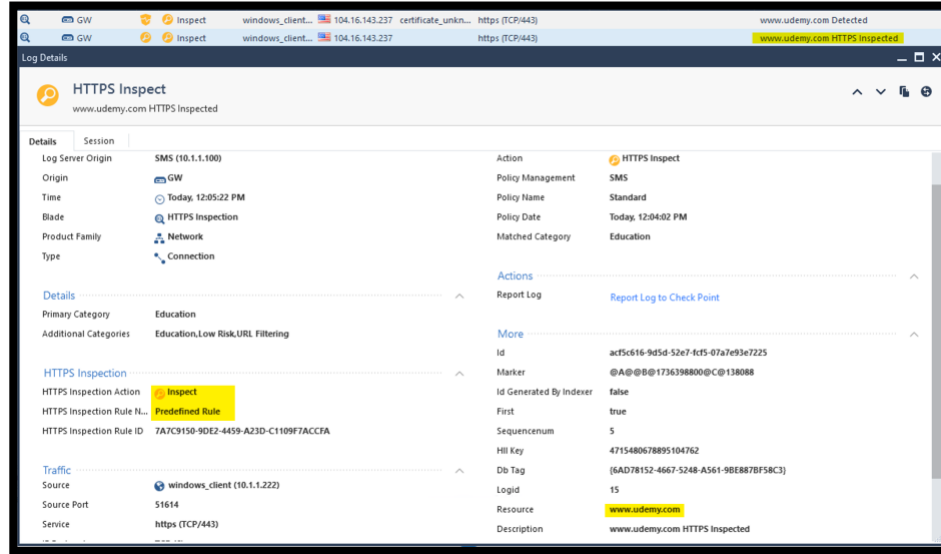 GW Inspect windows_client... 104.16.143.237 certificate_unkn... https (TCP/443) www.udemy.com Detected
GW Inspect windows_client... 104.16.143.237 https (TCP/443) www.udemy.com HTTPS Inspected
Log Details
HTTPS Inspect
www.udemy.com HTTPS Inspected
Details Session
Log Server Origin SMS (10.1.1.100)
Origin GW
Time Today, 12:05:22 PM
Blade HTTPS Inspection
Product Family Network
Type Connection
Details
Primary Category Education
Additional Categories Education,Low Risk,URL Filtering
HTTPS Inspection
HTTPS Inspection Action Inspect
HTTPS Inspection Rule N... Predefined Rule
HTTPS Inspection Rule ID 7A7C9150-9DE2-4459-A23D-C1109F7ACCFA
Traffic
Source windows_client (10.1.1.222)
Source Port 51614
Service https (TCP/443)
Action HTTPS Inspect
Policy Management SMS
Policy Name Standard
Policy Date Today, 12:04:02 PM
Matched Category Education
Actions
Report Log Report Log to Check Point
More
Id acf5c616-9d5d-52e7-fcf5-07a7e93e7225
Marker @A@@B@1736398800@C@138088
Id Generated By Indexer false
First true
Sequencenum 5
Hll Key 4715480678895104762
Db Tag {6AD78152-4667-5248-A561-9BE887BF58C3}
Logid 15
Resource www.udemy.com
Description www.udemy.com HTTPS Inspected